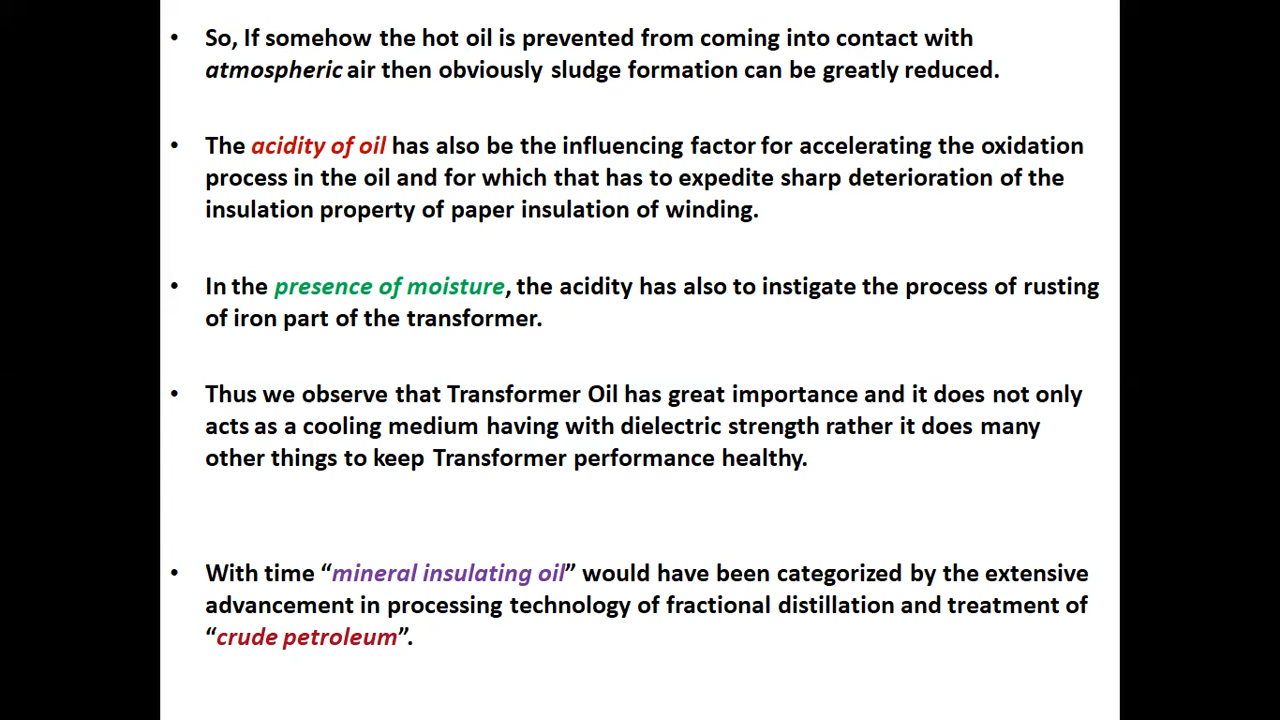 • So, If somehow the hot oil is prevented from coming into contact with
atmospheric air then obviously sludge formation can be greatly reduced.
• The acidity of oil has also be the influencing factor for accelerating the oxidation
process in the oil and for which that has to expedite sharp deterioration of the
insulation property of paper insulation of winding.
• In the presence of moisture, the acidity has also to instigate the process of rusting
of iron part of the transformer.
• Thus we observe that Transformer Oil has great importance and it does not only
acts as a cooling medium having with dielectric strength rather it does many
other things to keep Transformer performance healthy.
• With time “mineral insulating oil” would have been categorized by the extensive
advancement in processing technology of fractional distillation and treatment of
“crude petroleum”.